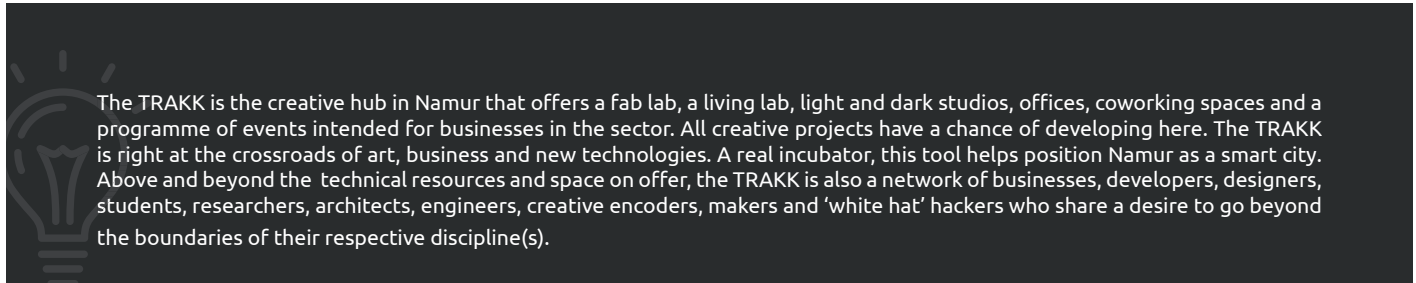 The TRAKK is the creative hub in Namur that offers a fab lab, a living lab, light and dark studios, offices, coworking spaces and a
programme of events intended for businesses in the sector. All creative projects have a chance of developing here. The TRAKK
is right at the crossroads of art, business and new technologies. A real incubator, this tool helps position Namur as a smart city.
Above and beyond the  technical resources and space on offer, the TRAKK is also a network of businesses, developers, designers,
students, researchers, architects, engineers, creative encoders, makers and ‘white hat’ hackers who share a desire to go beyond
the boundaries of their respective discipline(s).